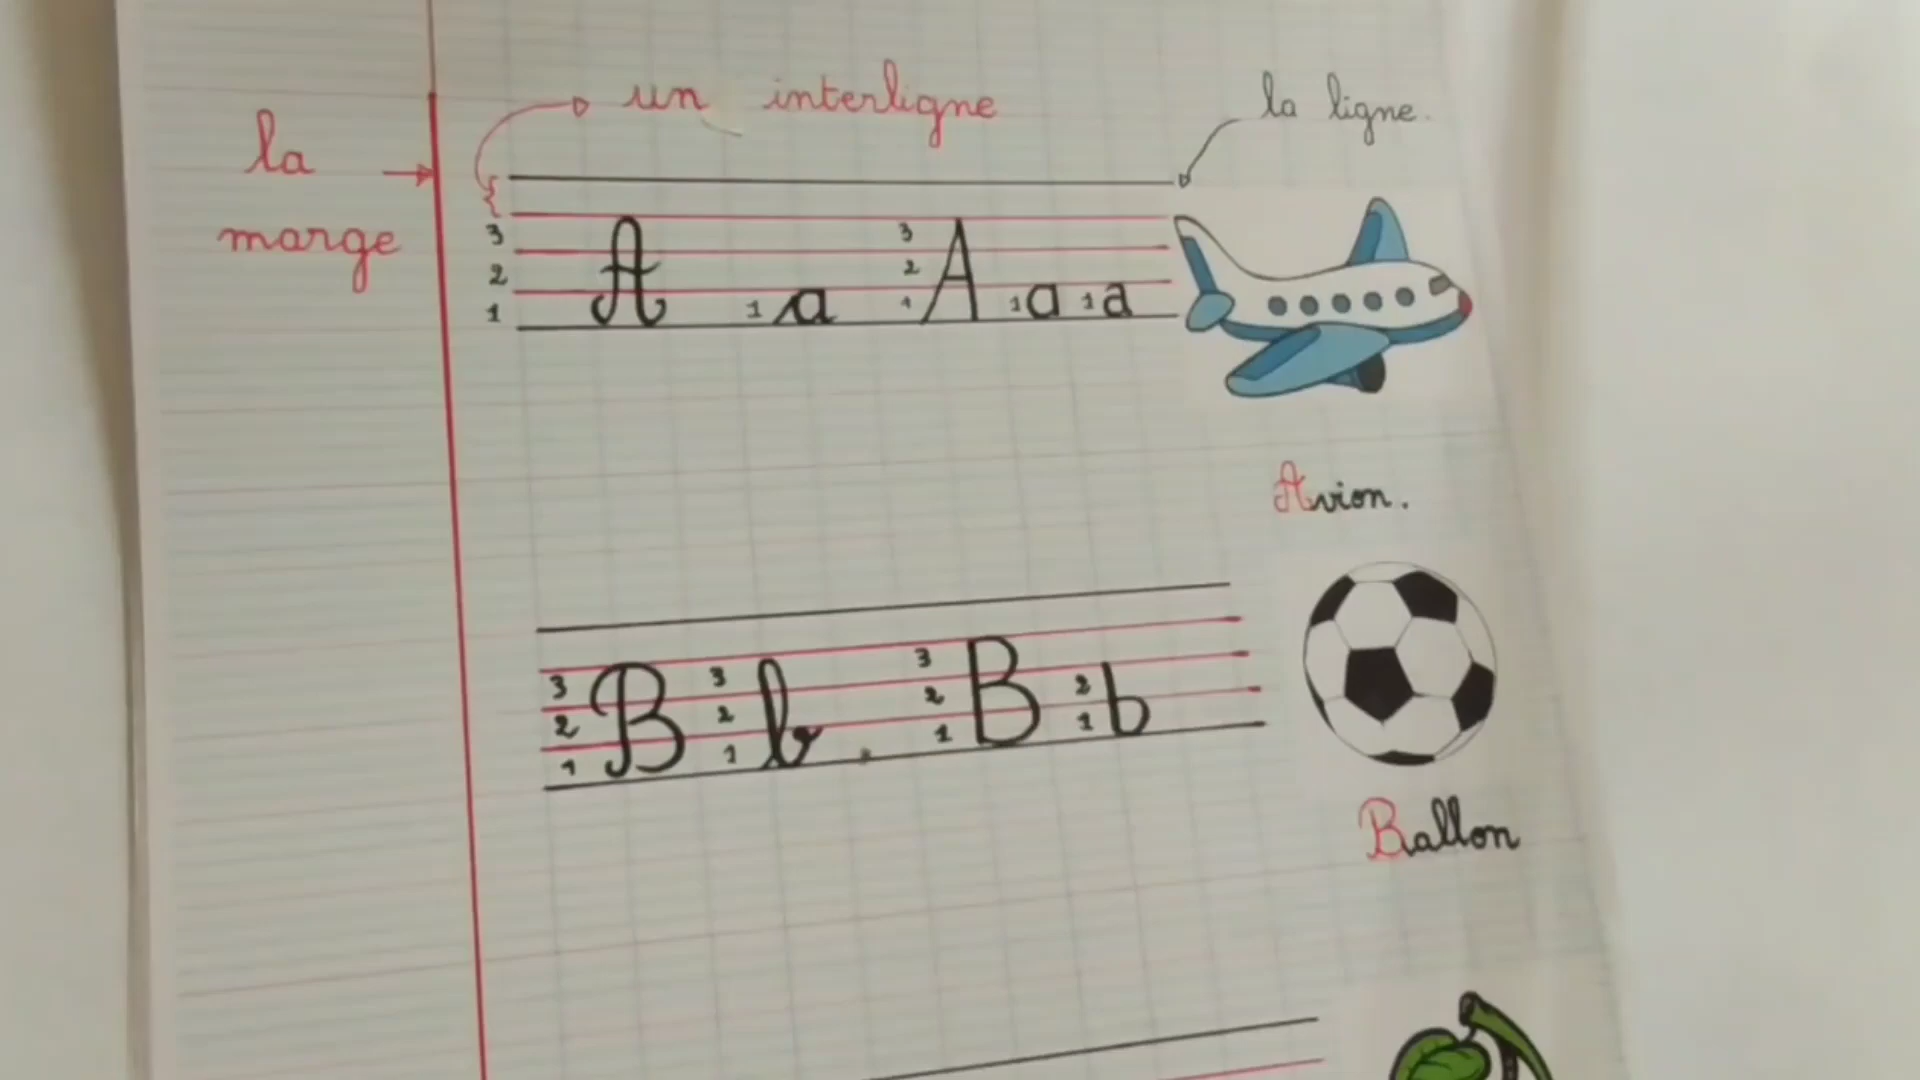 un interligne
la ligne.
la
marge
3 3
2 2
1 A 1 a 1 A 1 a 1 a
Avion.
3 3 3
2 2 2 2
1 B 1 b . 1 B 1 b
Ballon